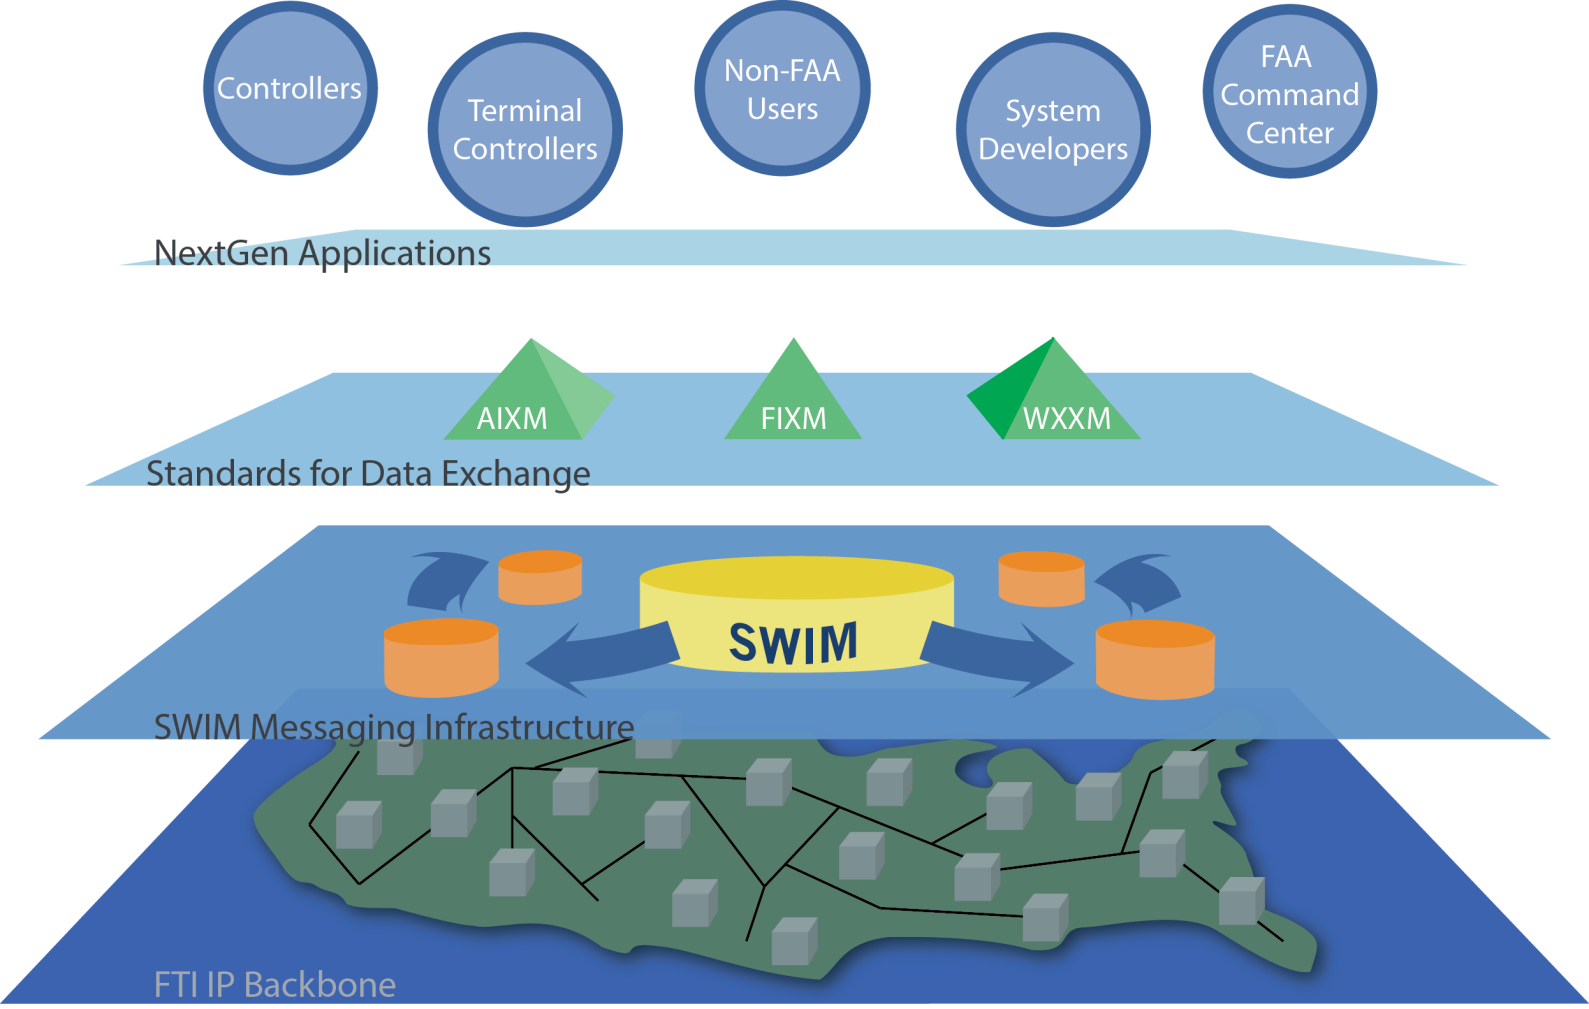 Controllers
Terminal
Controllers
Non-FAA
Users
System
Developers
FAA
Command
Center
NextGen Applications
AIXM
FIXM
WXXM
Standards for Data Exchange
SWIM
SWIM Messaging Infrastructure
FTI IP Backbone